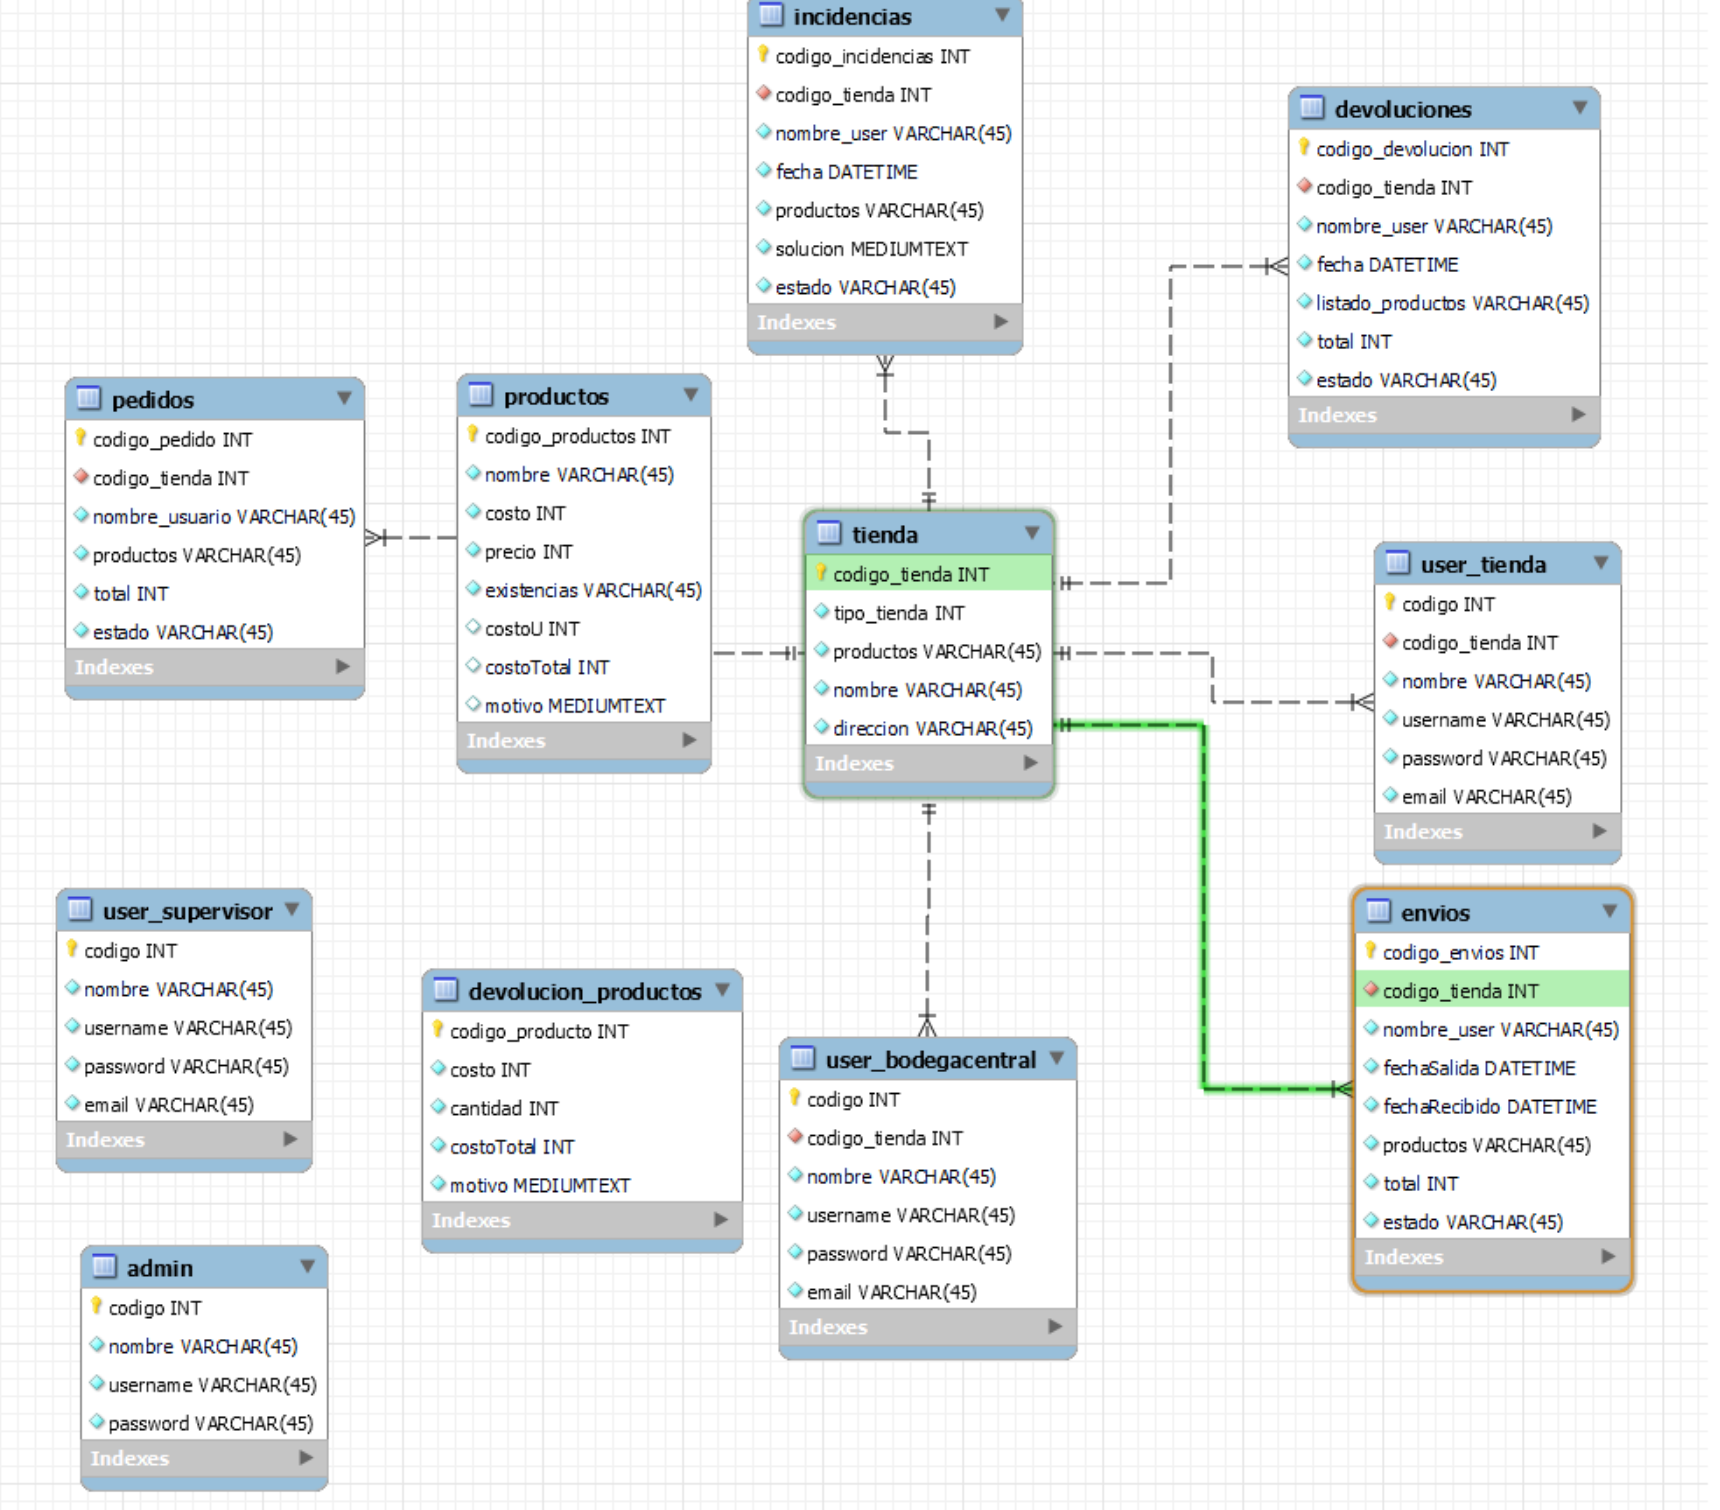 incidencias
codigo_incidencias INT
codigo_tienda INT
nombre_user VARCHAR(45)
fecha DATETIME
productos VARCHAR(45)
solucion MEDIUMTEXT
estado VARCHAR(45)
Indexes
devoluciones
codigo_devolucion INT
codigo_tienda INT
nombre_user VARCHAR(45)
fecha DATETIME
listado_productos VARCHAR(45)
total INT
estado VARCHAR(45)
Indexes
pedidos
codigo_pedido INT
codigo_tienda INT
nombre_usuario VARCHAR(45)
productos VARCHAR(45)
total INT
estado VARCHAR(45)
Indexes
productos
codigo_productos INT
nombre VARCHAR(45)
costo INT
precio INT
existencias VARCHAR(45)
costoU INT
costoTotal INT
motivo MEDIUMTEXT
Indexes
tienda
codigo_tienda INT
tipo_tienda INT
productos VARCHAR(45)
nombre VARCHAR(45)
direccion VARCHAR(45)
Indexes
user_tienda
codigo INT
codigo_tienda INT
nombre VARCHAR(45)
username VARCHAR(45)
password VARCHAR(45)
email VARCHAR(45)
Indexes
user_supervisor
codigo INT
nombre VARCHAR(45)
username VARCHAR(45)
password VARCHAR(45)
email VARCHAR(45)
Indexes
devolucion_productos
codigo_producto INT
costo INT
cantidad INT
costoTotal INT
motivo MEDIUMTEXT
Indexes
user_bodegacentral
codigo INT
codigo_tienda INT
nombre VARCHAR(45)
username VARCHAR(45)
password VARCHAR(45)
email VARCHAR(45)
Indexes
envios
codigo_envios INT
codigo_tienda INT
nombre_user VARCHAR(45)
fechaSalida DATETIME
fechaRecibido DATETIME
productos VARCHAR(45)
total INT
estado VARCHAR(45)
Indexes
admin
codigo INT
nombre VARCHAR(45)
username VARCHAR(45)
password VARCHAR(45)
Indexes